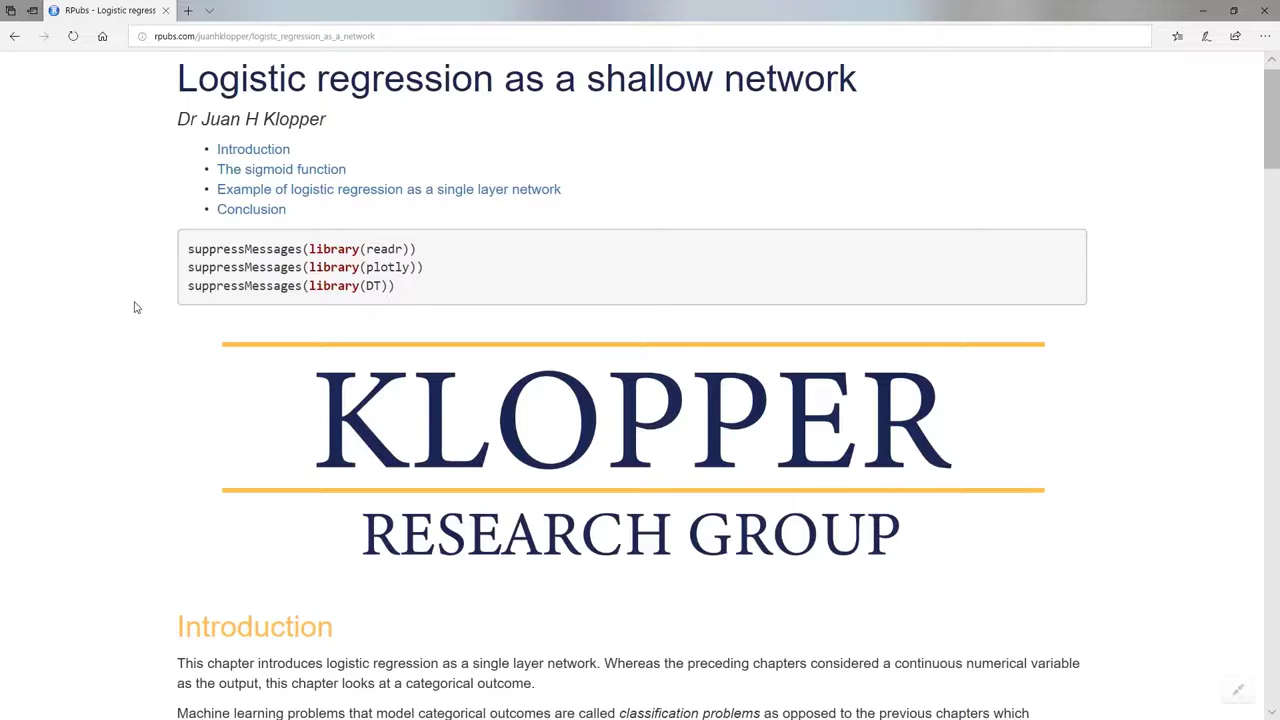 RPubs - Logistic regress
rpubs.com/juanhklopper/logistc_regression_as_a_network
Logistic regression as a shallow network
Dr Juan H Klopper
• Introduction
• The sigmoid function
• Example of logistic regression as a single layer network
• Conclusion
suppressMessages(library(readr))
suppressMessages(library(plotly))
suppressMessages(library(DT))
KLOPPER
RESEARCH GROUP
Introduction
This chapter introduces logistic regression as a single layer network. Whereas the preceding chapters considered a continuous numerical variable
as the output, this chapter looks at a categorical outcome.
Machine learning problems that model categorical outcomes are called classification problems as opposed to the previous chapters which